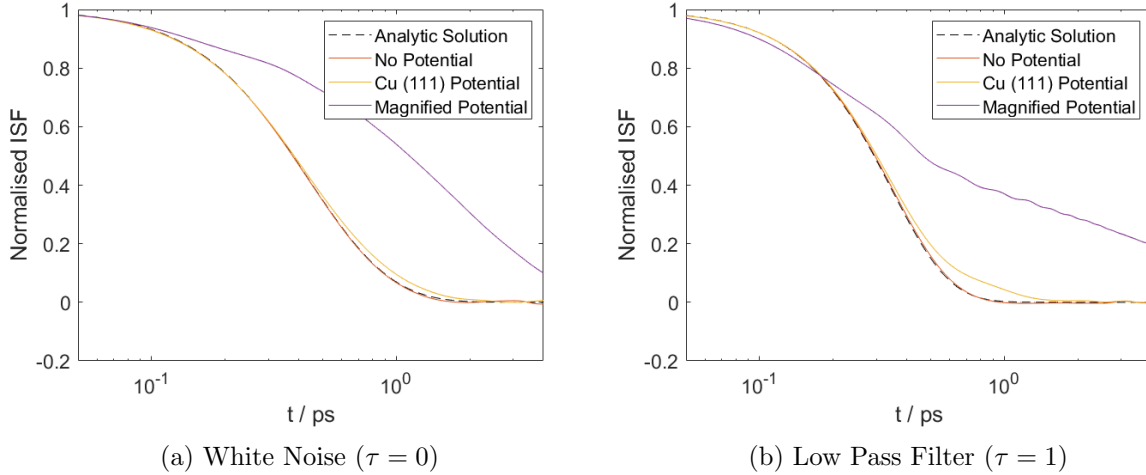 1
0.8
0.6
0.4
0.2
0
-0.2
Normalised ISF
10^-1
10^0
t / ps
Analytic Solution
No Potential
Cu (111) Potential
Magnified Potential
(a) White Noise (τ = 0)
1
0.8
0.6
0.4
0.2
0
-0.2
Normalised ISF
10^-1
10^0
t / ps
Analytic Solution
No Potential
Cu (111) Potential
Magnified Potential
(b) Low Pass Filter (τ = 1)